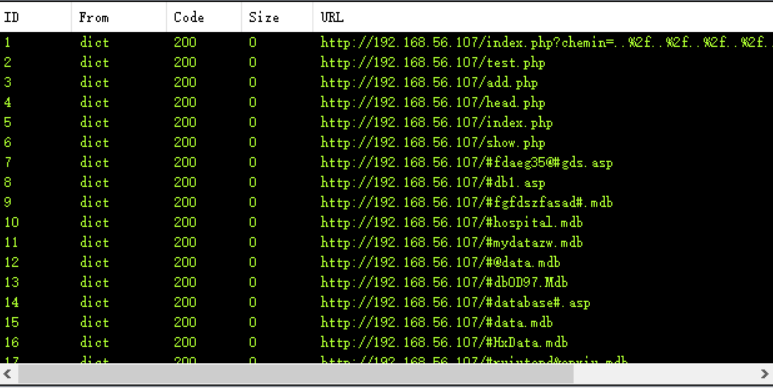 ID From Code Size URL
1 dict 200 0 http://192.168.56.107/index.php?chemin=..%2f..%2f..%2f..%2f..
2 dict 200 0 http://192.168.56.107/test.php
3 dict 200 0 http://192.168.56.107/add.php
4 dict 200 0 http://192.168.56.107/head.php
5 dict 200 0 http://192.168.56.107/index.php
6 dict 200 0 http://192.168.56.107/show.php
7 dict 200 0 http://192.168.56.107/#fdaeg35@#gds.asp
8 dict 200 0 http://192.168.56.107/#db1.asp
9 dict 200 0 http://192.168.56.107/#fgfdszfasad#.mdb
10 dict 200 0 http://192.168.56.107/#hospital.mdb
11 dict 200 0 http://192.168.56.107/#mydatazw.mdb
12 dict 200 0 http://192.168.56.107/#@data.mdb
13 dict 200 0 http://192.168.56.107/#dbOD97.Mdb
14 dict 200 0 http://192.168.56.107/#database#.asp
15 dict 200 0 http://192.168.56.107/#data.mdb
16 dict 200 0 http://192.168.56.107/#HxData.mdb
17 dict 200 0